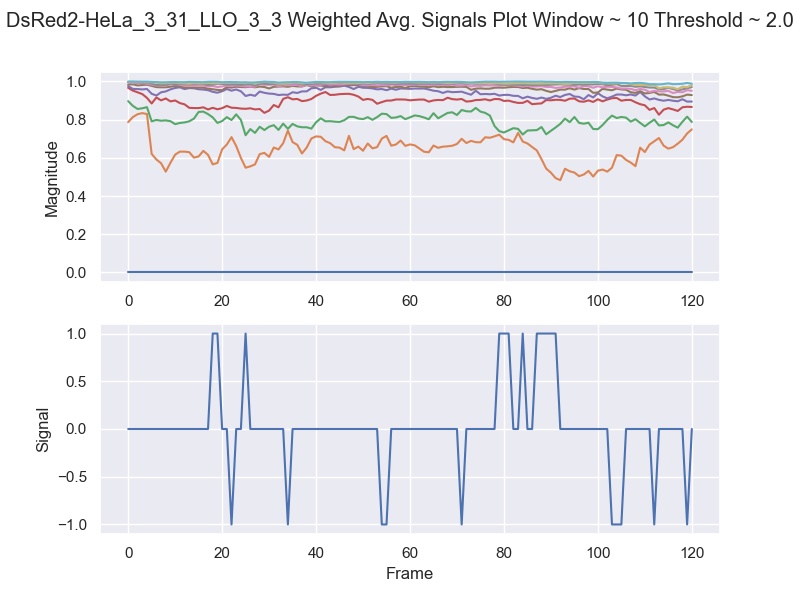 DsRed2-HeLa_3_31_LLO_3_3 Weighted Avg. Signals Plot Window ~ 10 Threshold ~ 2.0
1.0
0.8
0.6
0.4
0.2
0.0
Magnitude
0 20 40 60 80 100 120
1.0
0.5
0.0
−0.5
−1.0
Signal
0 20 40 60 80 100 120
Frame